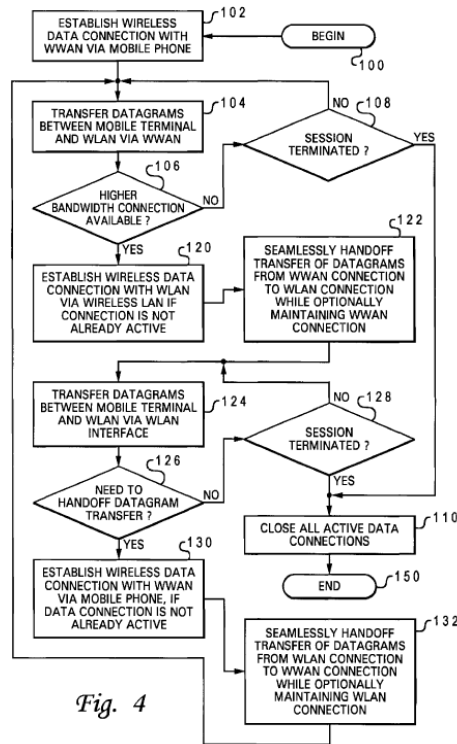 102
ESTABLISH WIRELESS
DATA CONNECTION WITH
WWAN VIA MOBILE PHONE
BEGIN
100
104
TRANSFER DATAGRAMS
BETWEEN MOBILE TERMINAL
AND WLAN VIA WWAN
NO
108
SESSION
TERMINATED ?
YES
106
HIGHER
BANDWIDTH CONNECTION
AVAILABLE ?
NO
YES
120
ESTABLISH WIRELESS DATA
CONNECTION WITH WLAN
VIA WIRELESS LAN IF
CONNECTION IS NOT
ALREADY ACTIVE
122
SEAMLESSLY HANDOFF
TRANSFER OF DATAGRAMS
FROM WWAN CONNECTION
TO WLAN CONNECTION
WHILE OPTIONALLY
MAINTAINING WWAN
CONNECTION
TRANSFER DATAGRAMS
BETWEEN MOBILE TERMINAL
AND WLAN VIA WLAN
INTERFACE
124
NO
128
SESSION
TERMINATED ?
YES
126
NEED TO
HANDOFF DATAGRAM
TRANSFER ?
NO
YES
110
CLOSE ALL ACTIVE DATA
CONNECTIONS
END
150
130
ESTABLISH WIRELESS DATA
CONNECTION WITH WWAN
VIA MOBILE PHONE, IF
DATA CONNECTION IS NOT
ALREADY ACTIVE
132
SEAMLESSLY HANDOFF
TRANSFER OF DATAGRAMS
FROM WLAN CONNECTION
TO WWAN CONNECTION
WHILE OPTIONALLY
MAINTAINING WLAN
CONNECTION
Fig. 4